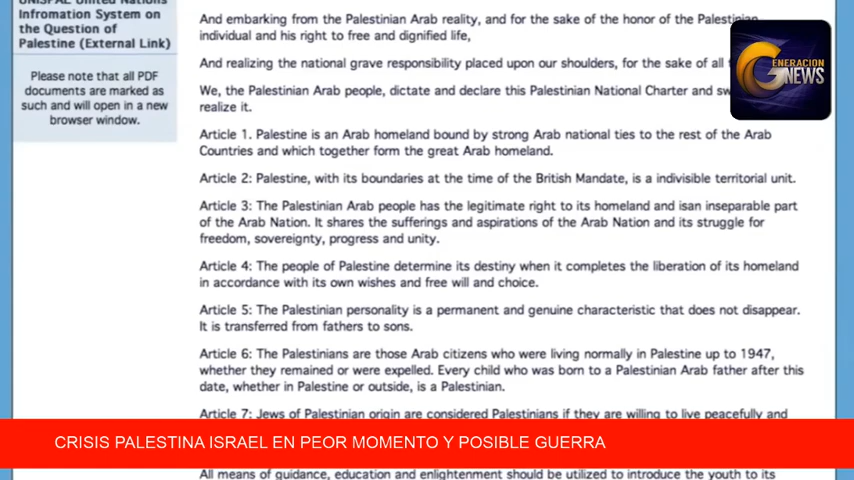 UNISPAL United Nations
Infromation System on
the Question of
Palestine (External Link)
Please note that all PDF
documents are marked as
such and will open in a new
browser window.
And embarking from the Palestinian Arab reality, and for the sake of the honor of the Palestinian
individual and his right to free and dignified life,
And realizing the national grave responsibility placed upon our shoulders, for the sake of all
We, the Palestinian Arab people, dictate and declare this Palestinian National Charter and
realize it.
Article 1. Palestine is an Arab homeland bound by strong Arab national ties to the rest of the Arab
Countries and which together form the great Arab homeland.
Article 2: Palestine, with its boundaries at the time of the British Mandate, is a indivisible territorial unit.
Article 3: The Palestinian Arab people has the legitimate right to its homeland and isan inseparable part
of the Arab Nation. It shares the sufferings and aspirations of the Arab Nation and its struggle for
freedom, sovereignty, progress and unity.
Article 4: The people of Palestine determine its destiny when it completes the liberation of its homeland
in accordance with its own wishes and free will and choice.
Article 5: The Palestinian personality is a permanent and genuine characteristic that does not disappear.
It is transferred from fathers to sons.
Article 6: The Palestinians are those Arab citizens who were living normally in Palestine up to 1947,
whether they remained or were expelled. Every child who was born to a Palestinian Arab father after this
date, whether in Palestine or outside, is a Palestinian.
Article 7: Jews of Palestinian origin are considered Palestinians if they are willing to live peacefully and
All means of guidance, education and enlightenment should be utilized to introduce the youth to its
GENERACION
NEWS
CRISIS PALESTINA ISRAEL EN PEOR MOMENTO Y POSIBLE GUERRA